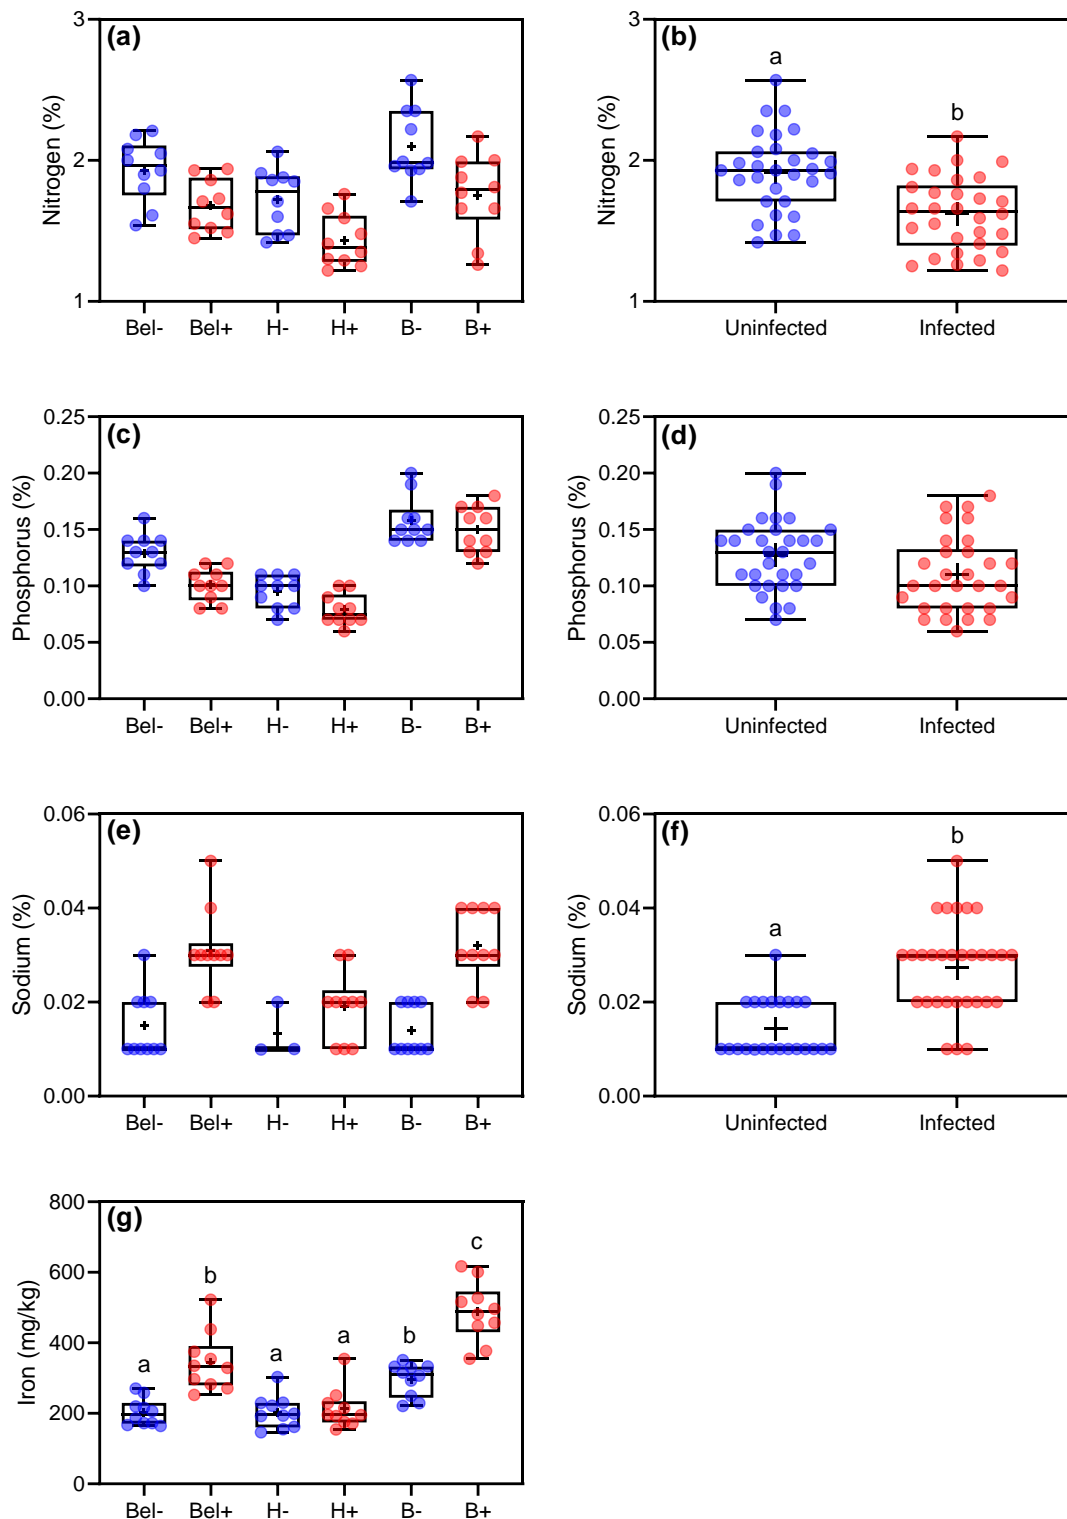 (a)
3
2
1
Nitrogen (%)
Bel- Bel+ H- H+ B- B+
(b)
a
b
3
2
1
Nitrogen (%)
Uninfected Infected
(c)
0.25
0.20
0.15
0.10
0.05
0.00
Phosphorus (%)
Bel- Bel+ H- H+ B- B+
(d)
0.25
0.20
0.15
0.10
0.05
0.00
Phosphorus (%)
Uninfected Infected
(e)
0.06
0.04
0.02
0.00
Sodium (%)
Bel- Bel+ H- H+ B- B+
(f)
b
a
0.06
0.04
0.02
0.00
Sodium (%)
Uninfected Infected
(g)
800
600
400
200
0
Iron (mg/kg)
a b a a b c
Bel- Bel+ H- H+ B- B+